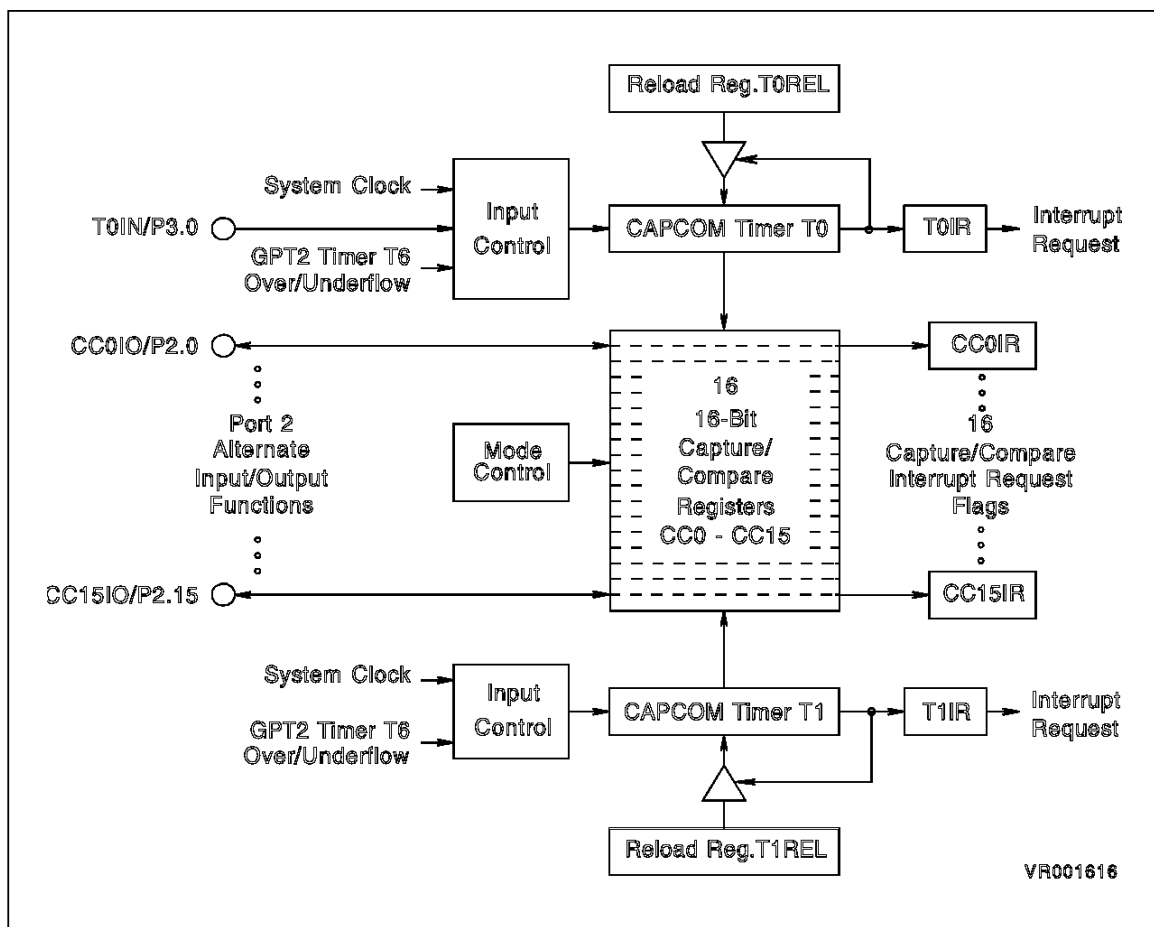 Reload Reg.T0REL
System Clock
T0IN/P3.0
GPT2 Timer T6
Over/Underflow
Input
Control
CAPCOM Timer T0
T0IR
Interrupt
Request
CC0IO/P2.0
CC0IR
Port 2
Alternate
Input/Output
Functions
Mode
Control
16
16-Bit
Capture/
Compare
Registers
CC0 - CC15
16
Capture/Compare
Interrupt Request
Flags
CC15IO/P2.15
CC15IR
System Clock
GPT2 Timer T6
Over/Underflow
Input
Control
CAPCOM Timer T1
T1IR
Interrupt
Request
Reload Reg.T1REL
VR001616